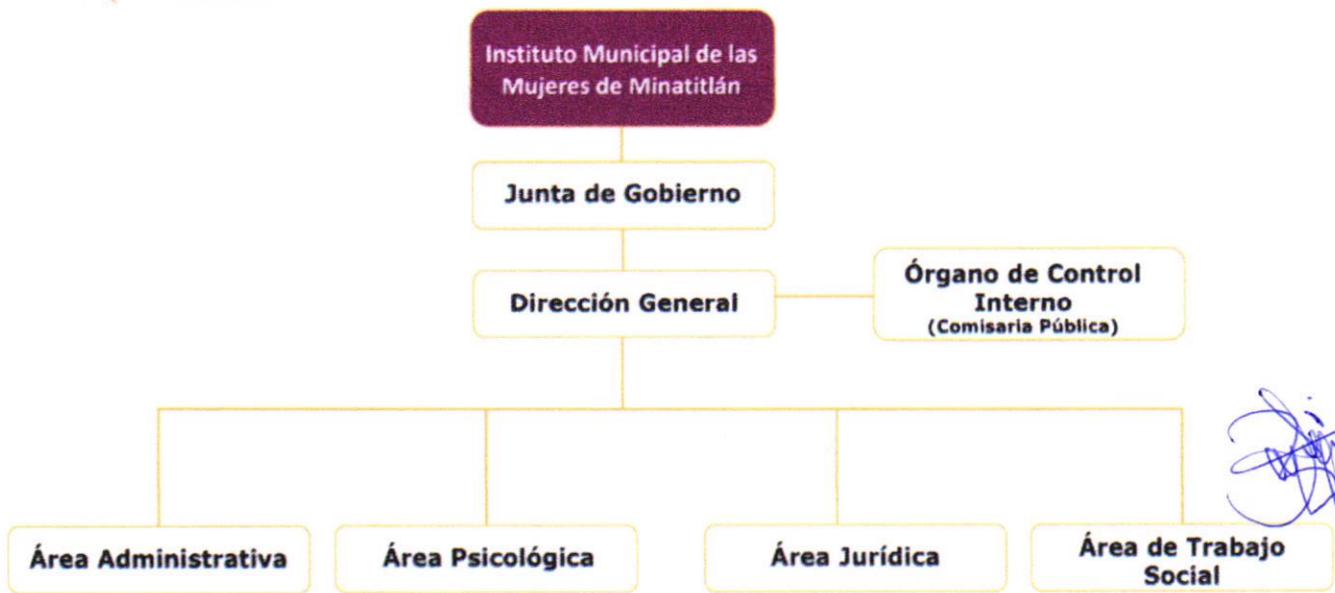 Instituto Municipal de las
Mujeres de Minatitlán
Junta de Gobierno
Dirección General
Órgano de Control
Interno
(Comisaria Pública)
Área Administrativa
Área Psicológica
Área Jurídica
Área de Trabajo
Social